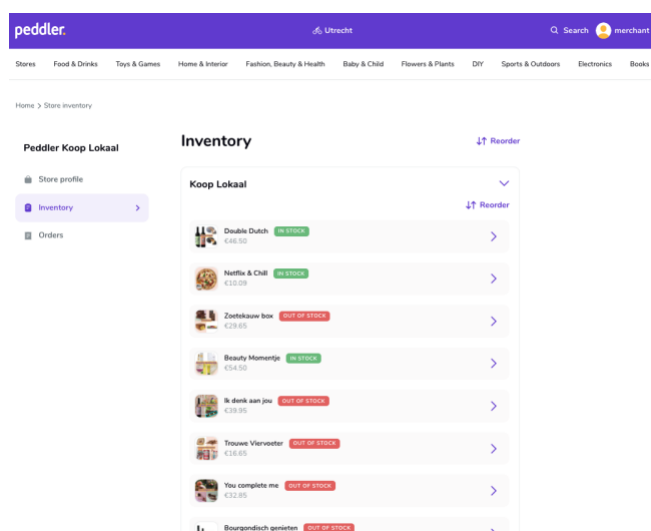 peddler.
Utrecht
Search
merchant
Stores Food & Drinks Toys & Games Home & Interior Fashion, Beauty & Health Baby & Child Flowers & Plants DIY Sports & Outdoors Electronics Books
Home > Store inventory
Peddler Koop Lokaal
Store profile
Inventory
Orders
Inventory
Reorder
Koop Lokaal
Reorder
Double Dutch IN STOCK
€46.50
Netflix & Chill IN STOCK
€10.09
Zoetekauw box OUT OF STOCK
€29.65
Beauty Momentje IN STOCK
€54.50
Ik denk aan jou OUT OF STOCK
€39.95
Trouwe Viervoeter OUT OF STOCK
€16.65
You complete me OUT OF STOCK
€32.85
Bourgondisch genieten OUT OF STOCK